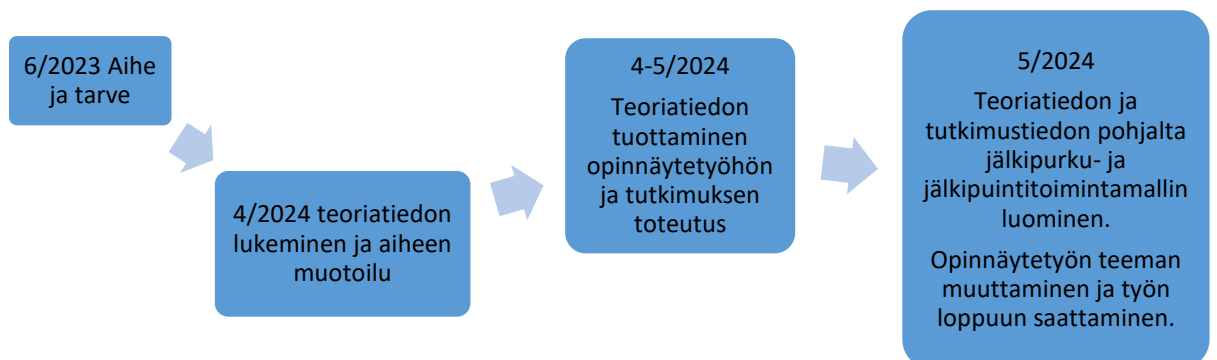 6/2023 Aihe
ja tarve
4/2024 teoriatiedon
lukeminen ja aiheen
muotoilu
4-5/2024
Teoriatiedon
tuottaminen
opinnäytetyöhön
ja tutkimuksen
toteutus
5/2024
Teoriatiedon ja
tutkimustiedon pohjalta
jälkipurku- ja
jälkipuintitoimintamallin
luominen.
Opinnäytetyön teeman
muuttaminen ja työn
loppuun saattaminen.